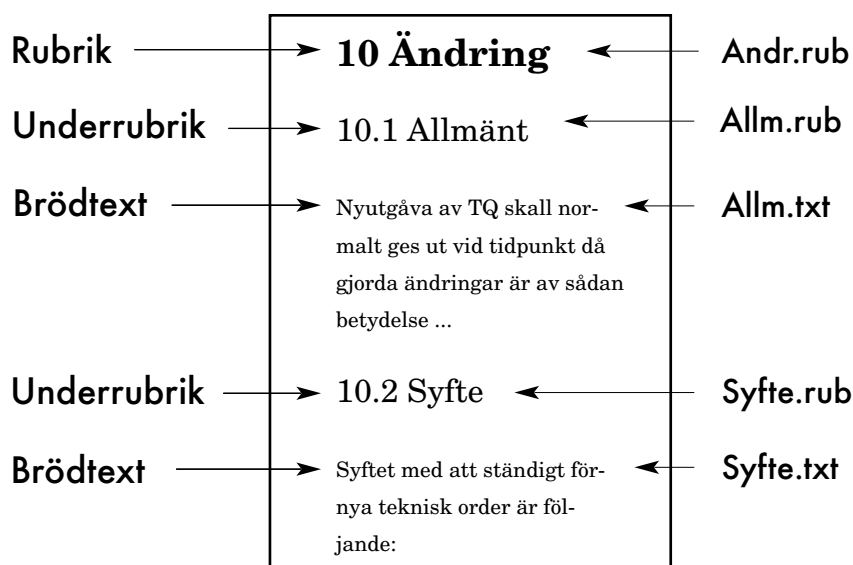 Rubrik 10 Ändring Andr.rub
Underrubrik 10.1 Allmänt Allm.rub
Brödtext Nyutgåva av TQ skall nor- Allm.txt
malt ges ut vid tidpunkt då
gjorda ändringar är av sådan
betydelse ...
Underrubrik 10.2 Syfte Syfte.rub
Brödtext Syftet med att ständigt för- Syfte.txt
nya teknisk order är föl-
jande: